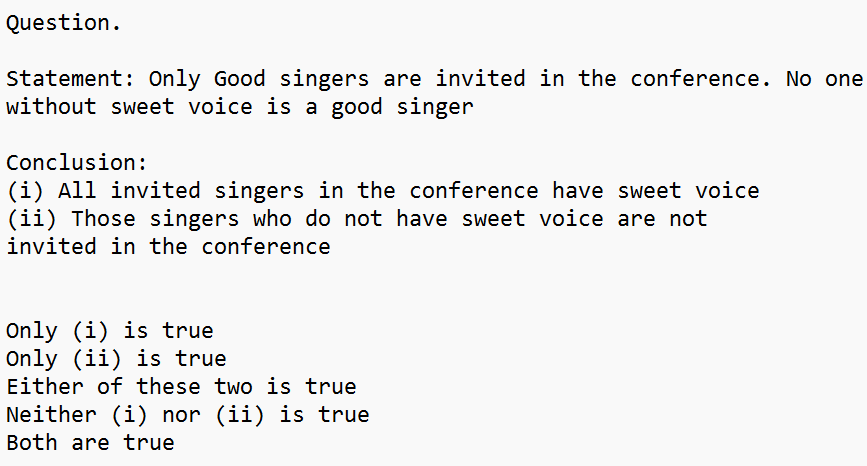 Question.
Statement: Only Good singers are invited in the conference. No one
without sweet voice is a good singer
Conclusion:
(i) All invited singers in the conference have sweet voice
(ii) Those singers who do not have sweet voice are not
invited in the conference
Only (i) is true
Only (ii) is true
Either of these two is true
Neither (i) nor (ii) is true
Both are true